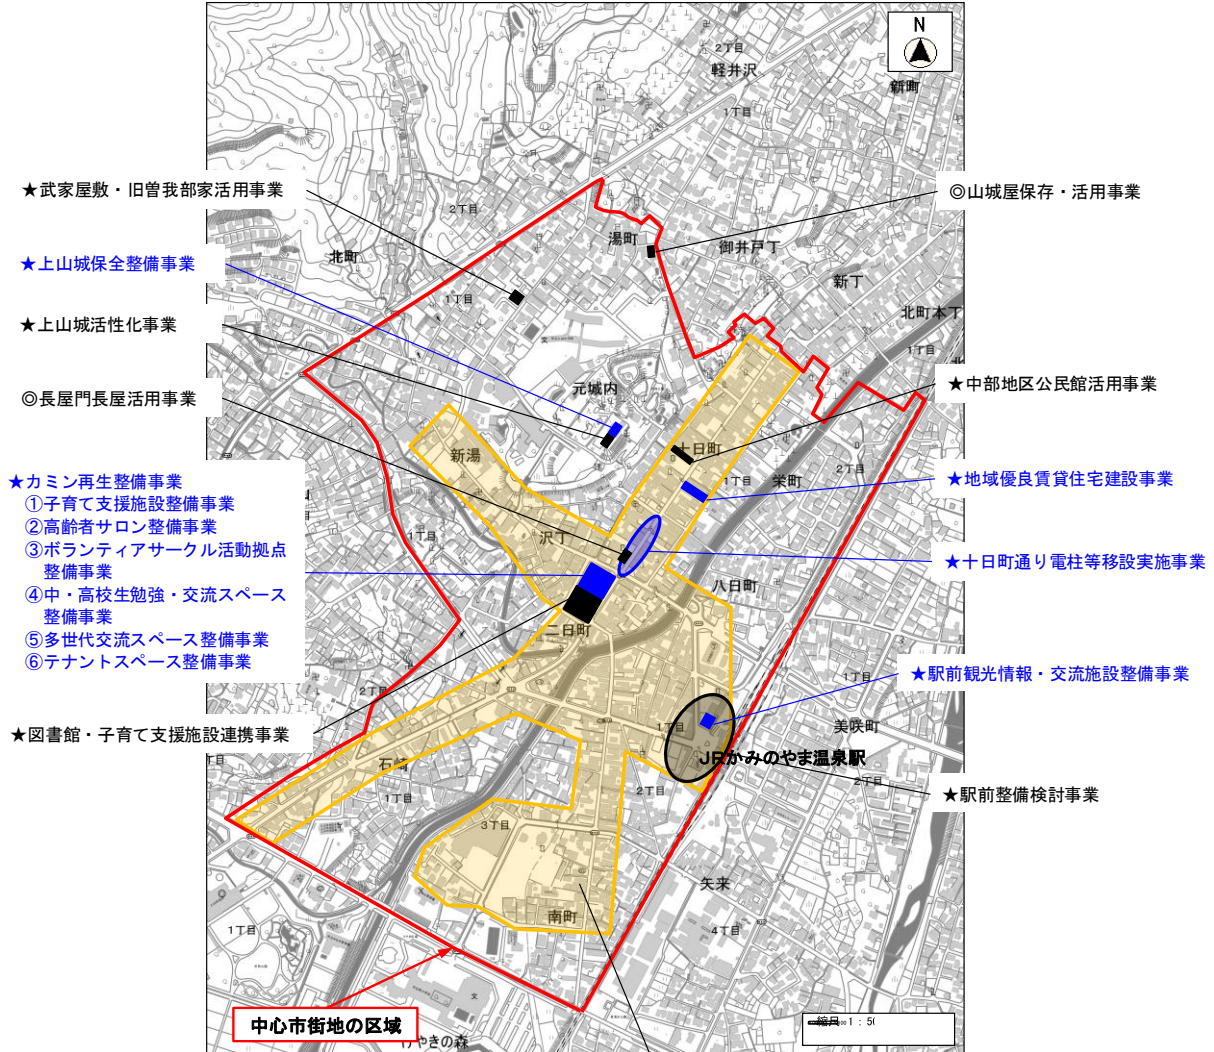 N
2丁目
軽井沢
新町
1丁目
2丁目
★武家屋敷・旧曽我部家活用事業
◎山城屋保存・活用事業
2丁目
湯町
御井戸丁
北町
★上山城保全整備事業
新丁
1丁目
北町本丁
★上山城活性化事業
1丁目
元城内
★中部地区公民館活用事業
◎長屋門長屋活用事業
十日町
新湯
2丁目
★カミン再生整備事業
①子育て支援施設整備事業
②高齢者サロン整備事業
③ボランティアサークル活動拠点
整備事業
④中・高校生勉強・交流スペース
整備事業
⑤多世代交流スペース整備事業
⑥テナントスペース整備事業
1丁目
栄町
★地域優良賃貸住宅建設事業
1丁目
沢丁
★十日町通り電柱等移設実施事業
八日町
二日町
1丁目
★駅前観光情報・交流施設整備事業
2丁目
1丁目
美咲町
★図書館・子育て支援施設連携事業
JRかみのやま温泉駅
石崎
2丁目
2丁目
1丁目
★駅前整備検討事業
3丁目
矢来
南町
1丁目
4丁目
中心市街地の区域
けやきの森
縮尺 1：50